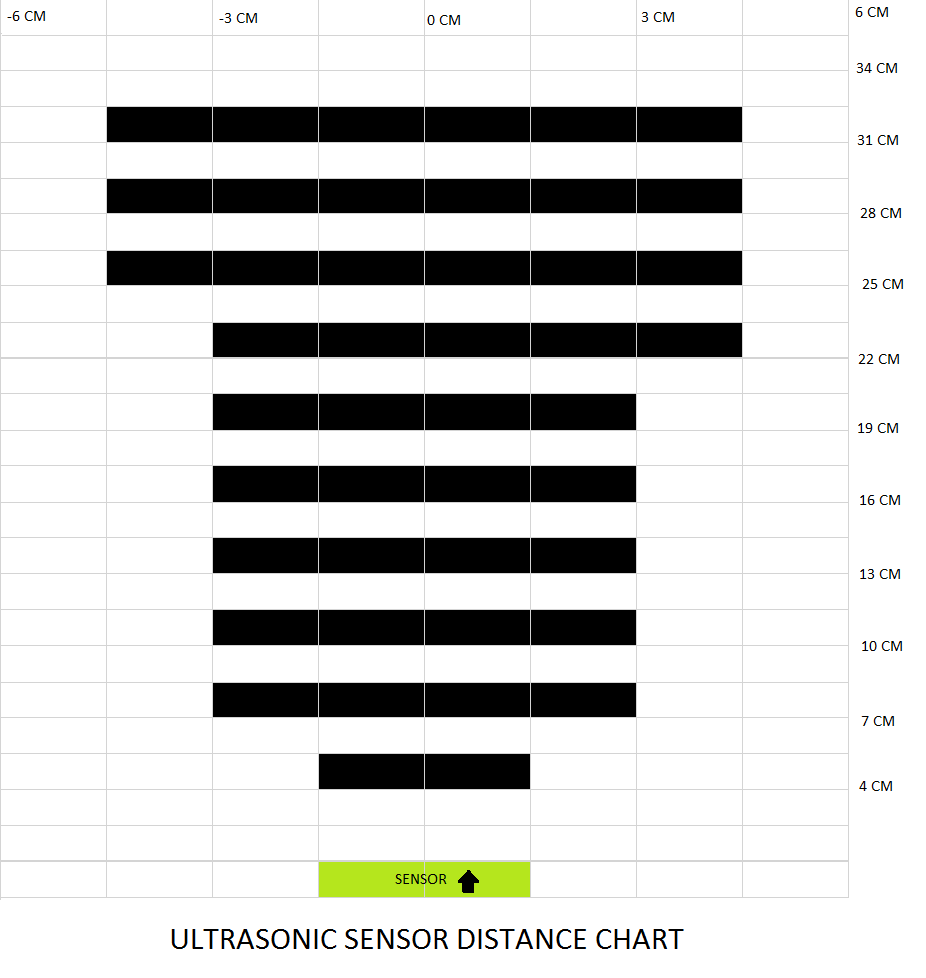 -6 CM
-3 CM
0 CM
3 CM
6 CM
34 CM
31 CM
28 CM
25 CM
22 CM
19 CM
16 CM
13 CM
10 CM
7 CM
4 CM
SENSOR
ULTRASONIC SENSOR DISTANCE CHART